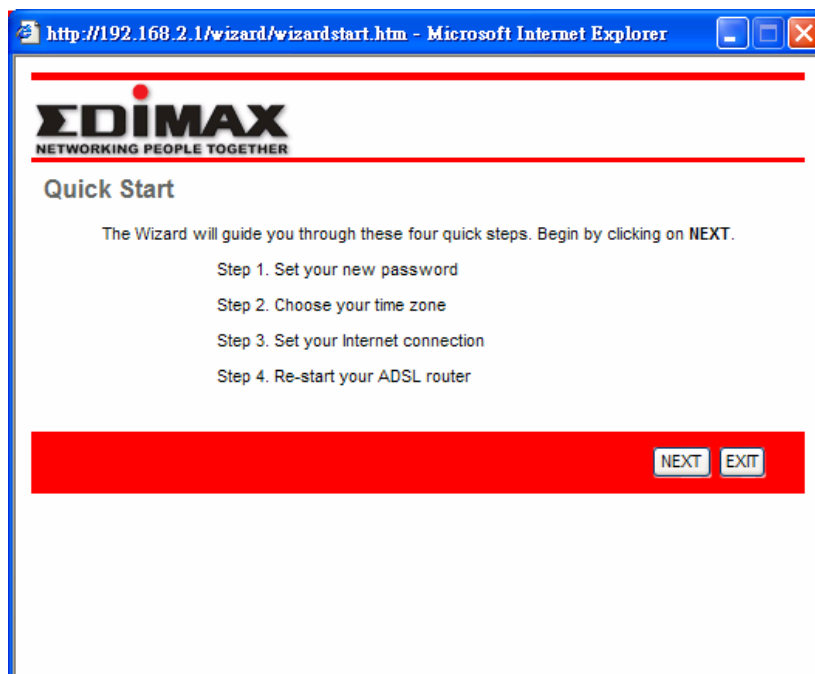 http://192.168.2.1/wizard/wizardstart.htm - Microsoft Internet Explorer
EDiMAX
NETWORKING PEOPLE TOGETHER
Quick Start
The Wizard will guide you through these four quick steps. Begin by clicking on NEXT.
Step 1. Set your new password
Step 2. Choose your time zone
Step 3. Set your Internet connection
Step 4. Re-start your ADSL router
NEXT EXIT